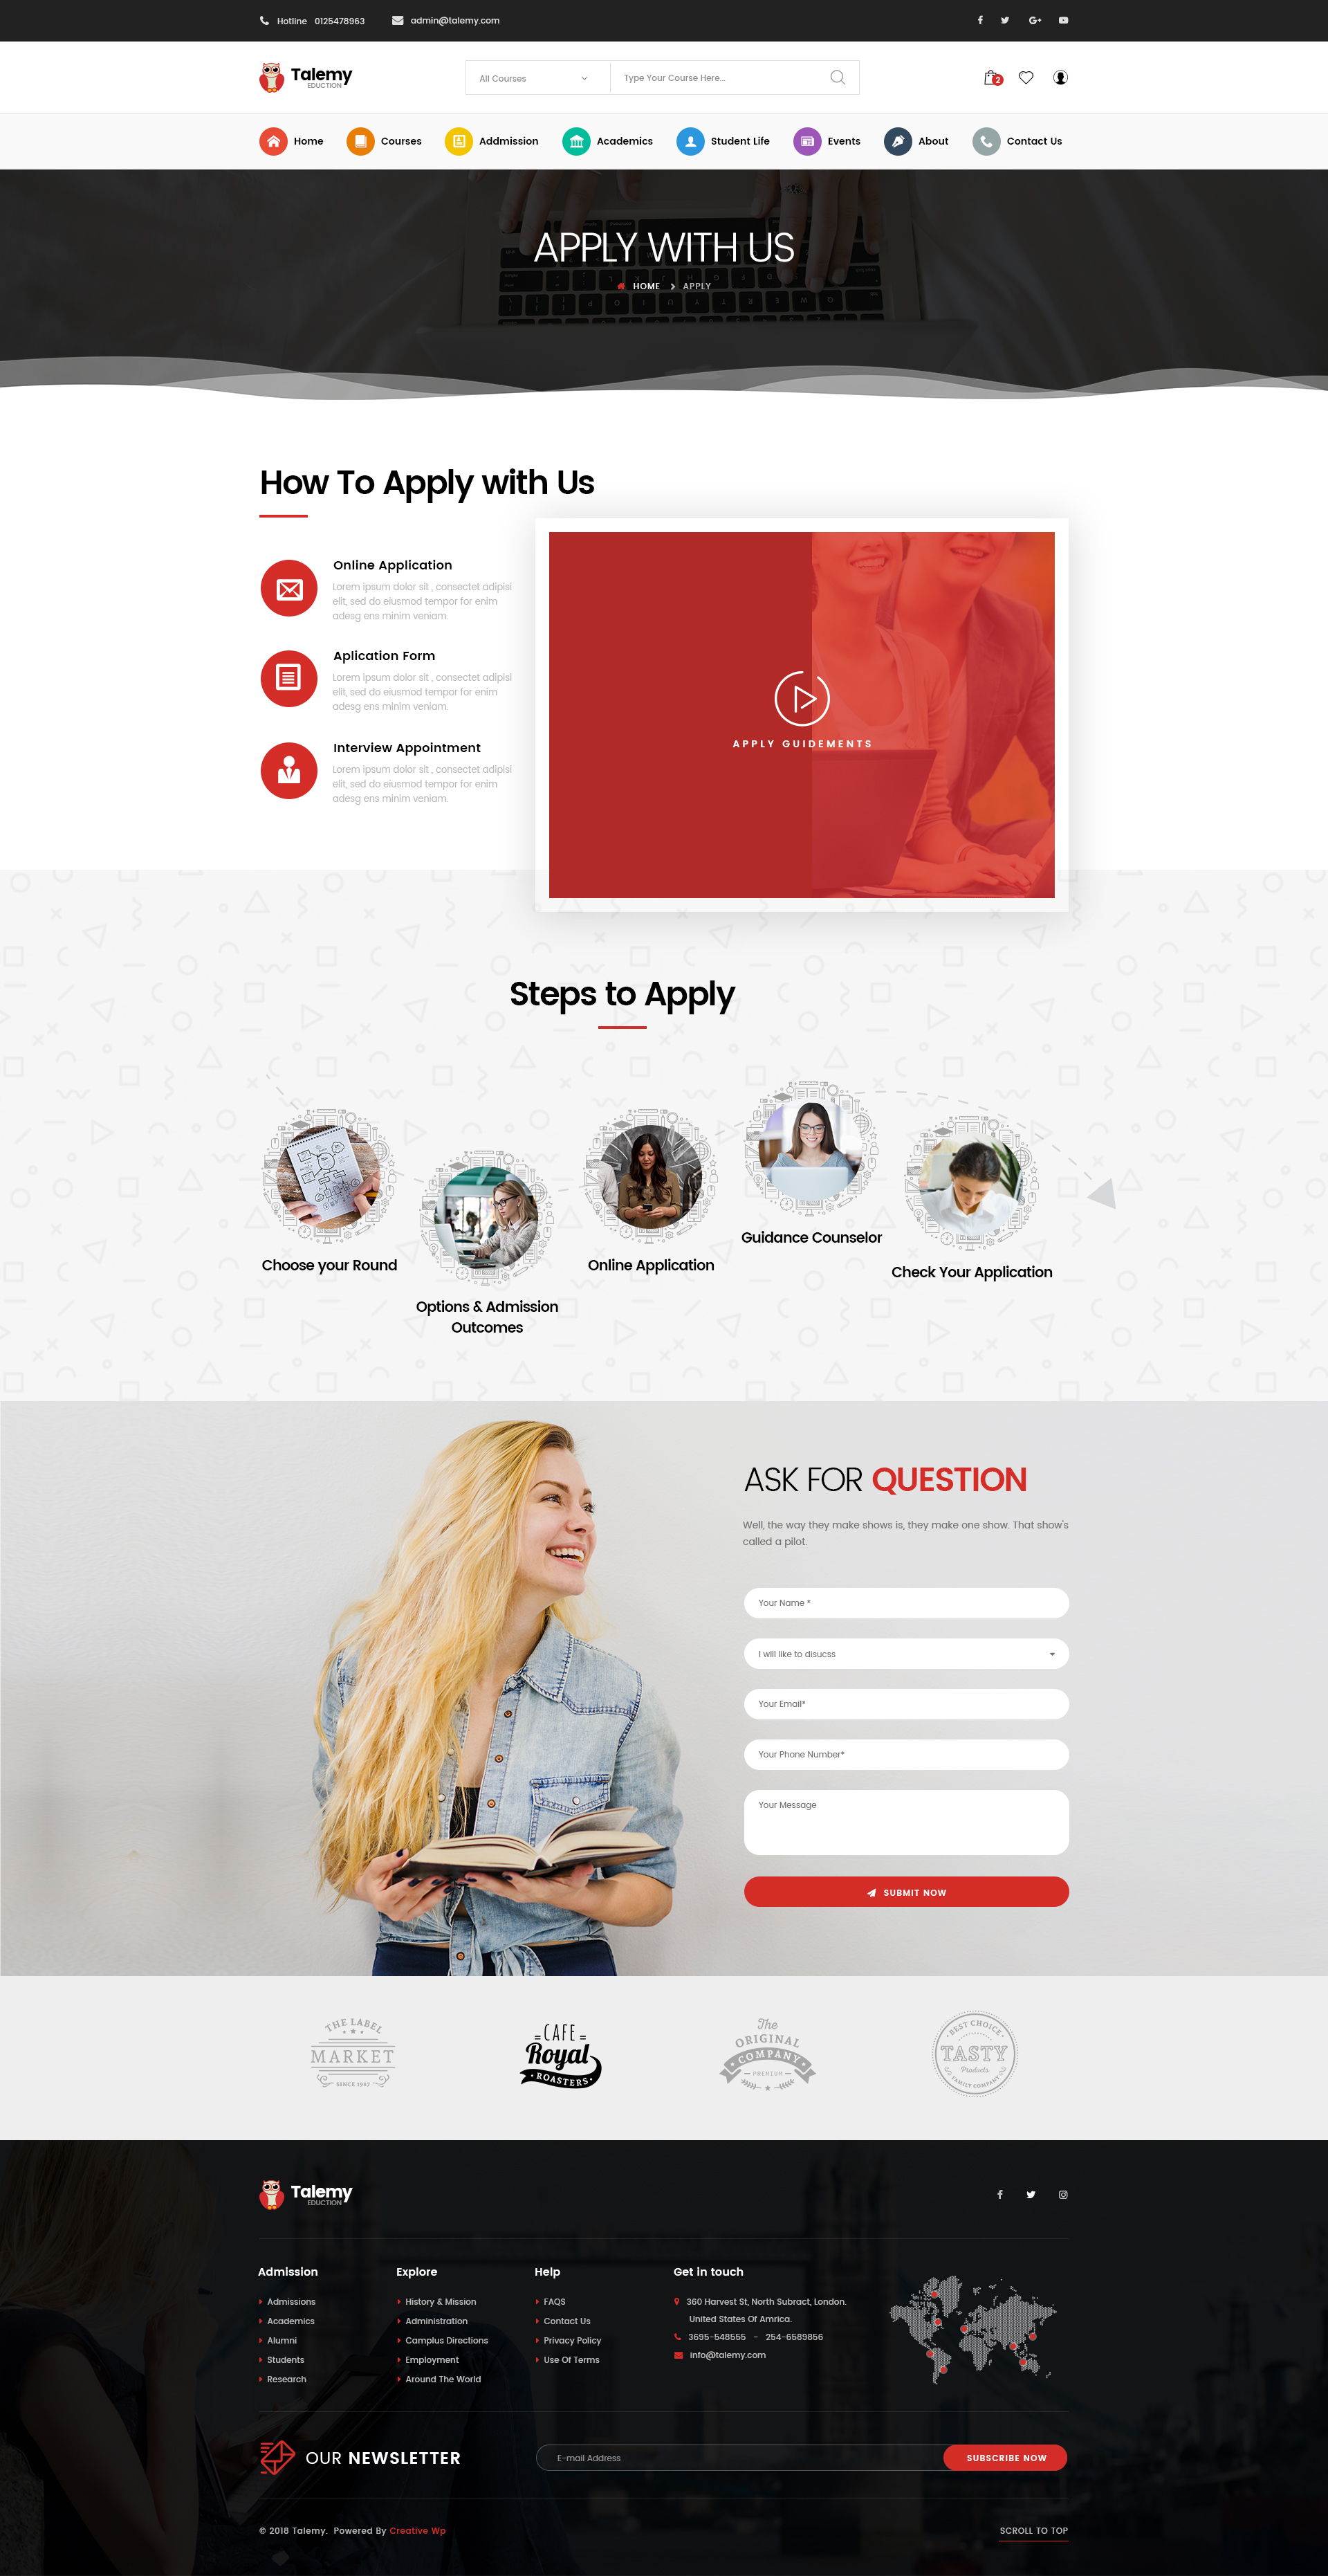 Hotline 0125478963
admin@talemy.com
Talemy
EDUCTION
All Courses
Type Your Course Here...
2
Home
Courses
Addmission
Academics
Student Life
Events
About
Contact Us
APPLY WITH US
HOME
APPLY
How To Apply with Us
Online Application
Lorem ipsum dolor sit , consectet adipisi
elit, sed do eiusmod tempor for enim
adesg ens minim veniam.
Aplication Form
Lorem ipsum dolor sit , consectet adipisi
elit, sed do eiusmod tempor for enim
adesg ens minim veniam.
Interview Appointment
Lorem ipsum dolor sit , consectet adipisi
elit, sed do eiusmod tempor for enim
adesg ens minim veniam.
APPLY GUIDEMENTS
Steps to Apply
Choose your Round
Options & Admission
Outcomes
Online Application
Guidance Counselor
Check Your Application
ASK FOR QUESTION
Well, the way they make shows is, they make one show. That show's
called a pilot.
Your Name *
I will like to disucss
Your Email*
Your Phone Number*
Your Message
SUBMIT NOW
THE LABEL
MARKET
SINCE 1957
CAFE
Royal
ROASTERS
The
ORIGINAL
COMPANY
PREMIUM
BEST CHOICE
TASTY
Products
FAMILY COMPANY
Talemy
EDUCTION
Admission
Admissions
Academics
Alumni
Students
Research
Explore
History & Mission
Administration
Camplus Directions
Employment
Around The World
Help
FAQS
Contact Us
Privacy Policy
Use Of Terms
Get in touch
360 Harvest St, North Subract, London.
United States Of Amrica.
3695-548555 - 254-6589856
info@talemy.com
OUR NEWSLETTER
E-mail Address
SUBSCRIBE NOW
© 2018 Talemy. Powered By Creative Wp
SCROLL TO TOP